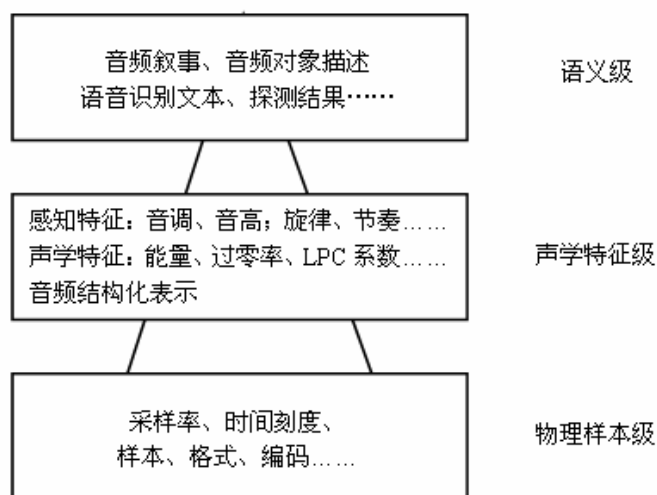 音频叙事、音频对象描述
语音识别文本、探测结果……
语义级
感知特征：音调、音高；旋律、节奏……
声学特征：能量、过零率、LPC 系数……
音频结构化表示
声学特征级
采样率、时间刻度、
样本、格式、编码……
物理样本级